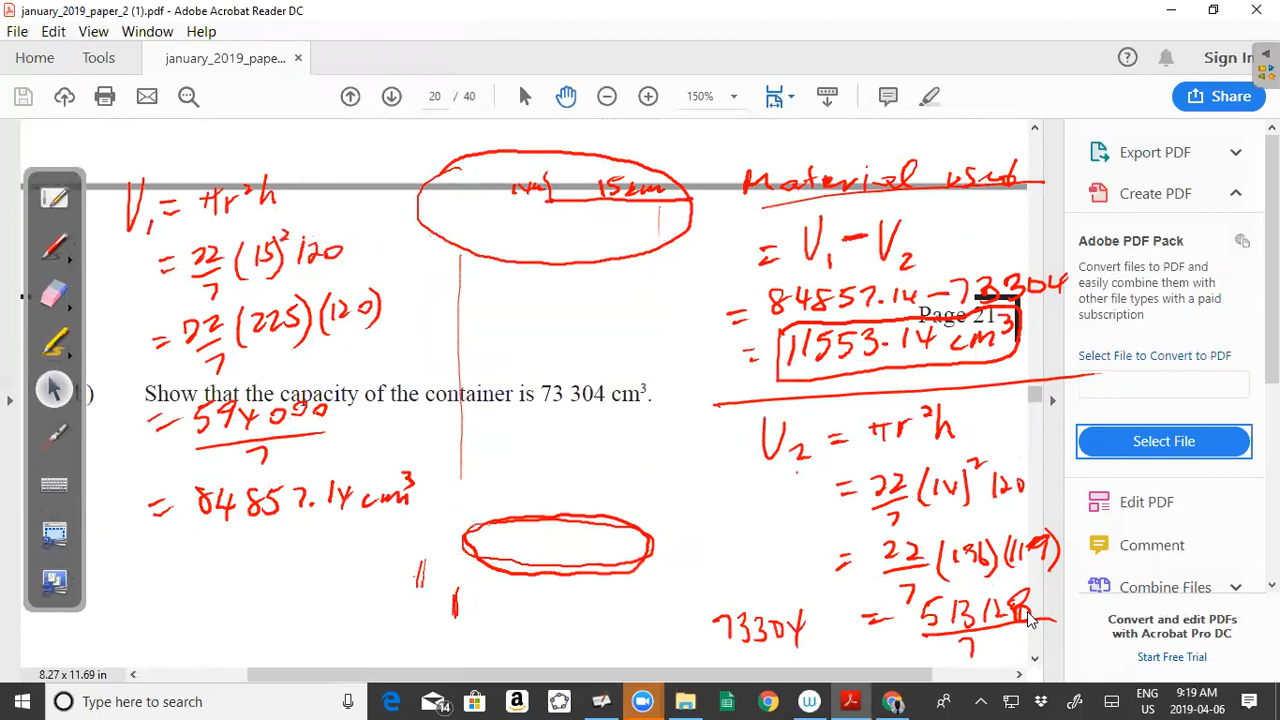 january_2019_paper_2 (1).pdf - Adobe Acrobat Reader DC
File Edit View Window Help
Home Tools january_2019_pape... × Sign In
20 / 40 150% Share
V₁ = πr²h
= 22/7 (15)² 120
= 22/7 (225)(120)
) Show that the capacity of the container is 73 304 cm³.
= 594 000/7
= 84857.14 cm³
15cm
Material used
= V₁ - V₂
= 84857.14 - 73304
Page 21
= 11553.14 cm³
V₂ = πr²h
= 22/7 (14)² 120
= 22/7 (196)(119)
= 513128/7
73304
Export PDF
Create PDF
Adobe PDF Pack
Convert files to PDF and
easily combine them with
other file types with a paid
subscription
Select File to Convert to PDF
Select File
Edit PDF
Comment
Combine Files
Convert and edit PDFs
with Acrobat Pro DC
Start Free Trial
8.27 x 11.69 in
Type here to search
14
ENG 9:19 AM
US 2019-04-06